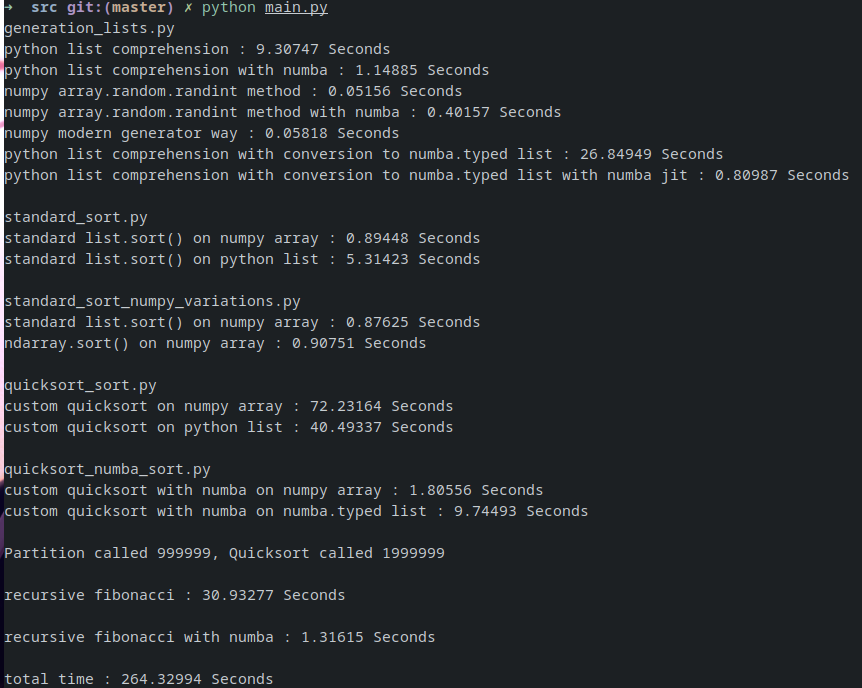 ➜  src git:(master) ✗ python main.py
generation_lists.py
python list comprehension : 9.30747 Seconds
python list comprehension with numba : 1.14885 Seconds
numpy array.random.randint method : 0.05156 Seconds
numpy array.random.randint method with numba : 0.40157 Seconds
numpy modern generator way : 0.05818 Seconds
python list comprehension with conversion to numba.typed list : 26.84949 Seconds
python list comprehension with conversion to numba.typed list with numba jit : 0.80987 Seconds
standard_sort.py
standard list.sort() on numpy array : 0.89448 Seconds
standard list.sort() on python list : 5.31423 Seconds
standard_sort_numpy_variations.py
standard list.sort() on numpy array : 0.87625 Seconds
ndarray.sort() on numpy array : 0.90751 Seconds
quicksort_sort.py
custom quicksort on numpy array : 72.23164 Seconds
custom quicksort on python list : 40.49337 Seconds
quicksort_numba_sort.py
custom quicksort with numba on numpy array : 1.80556 Seconds
custom quicksort with numba on numba.typed list : 9.74493 Seconds
Partition called 999999, Quicksort called 1999999
recursive fibonacci : 30.93277 Seconds
recursive fibonacci with numba : 1.31615 Seconds
total time : 264.32994 Seconds